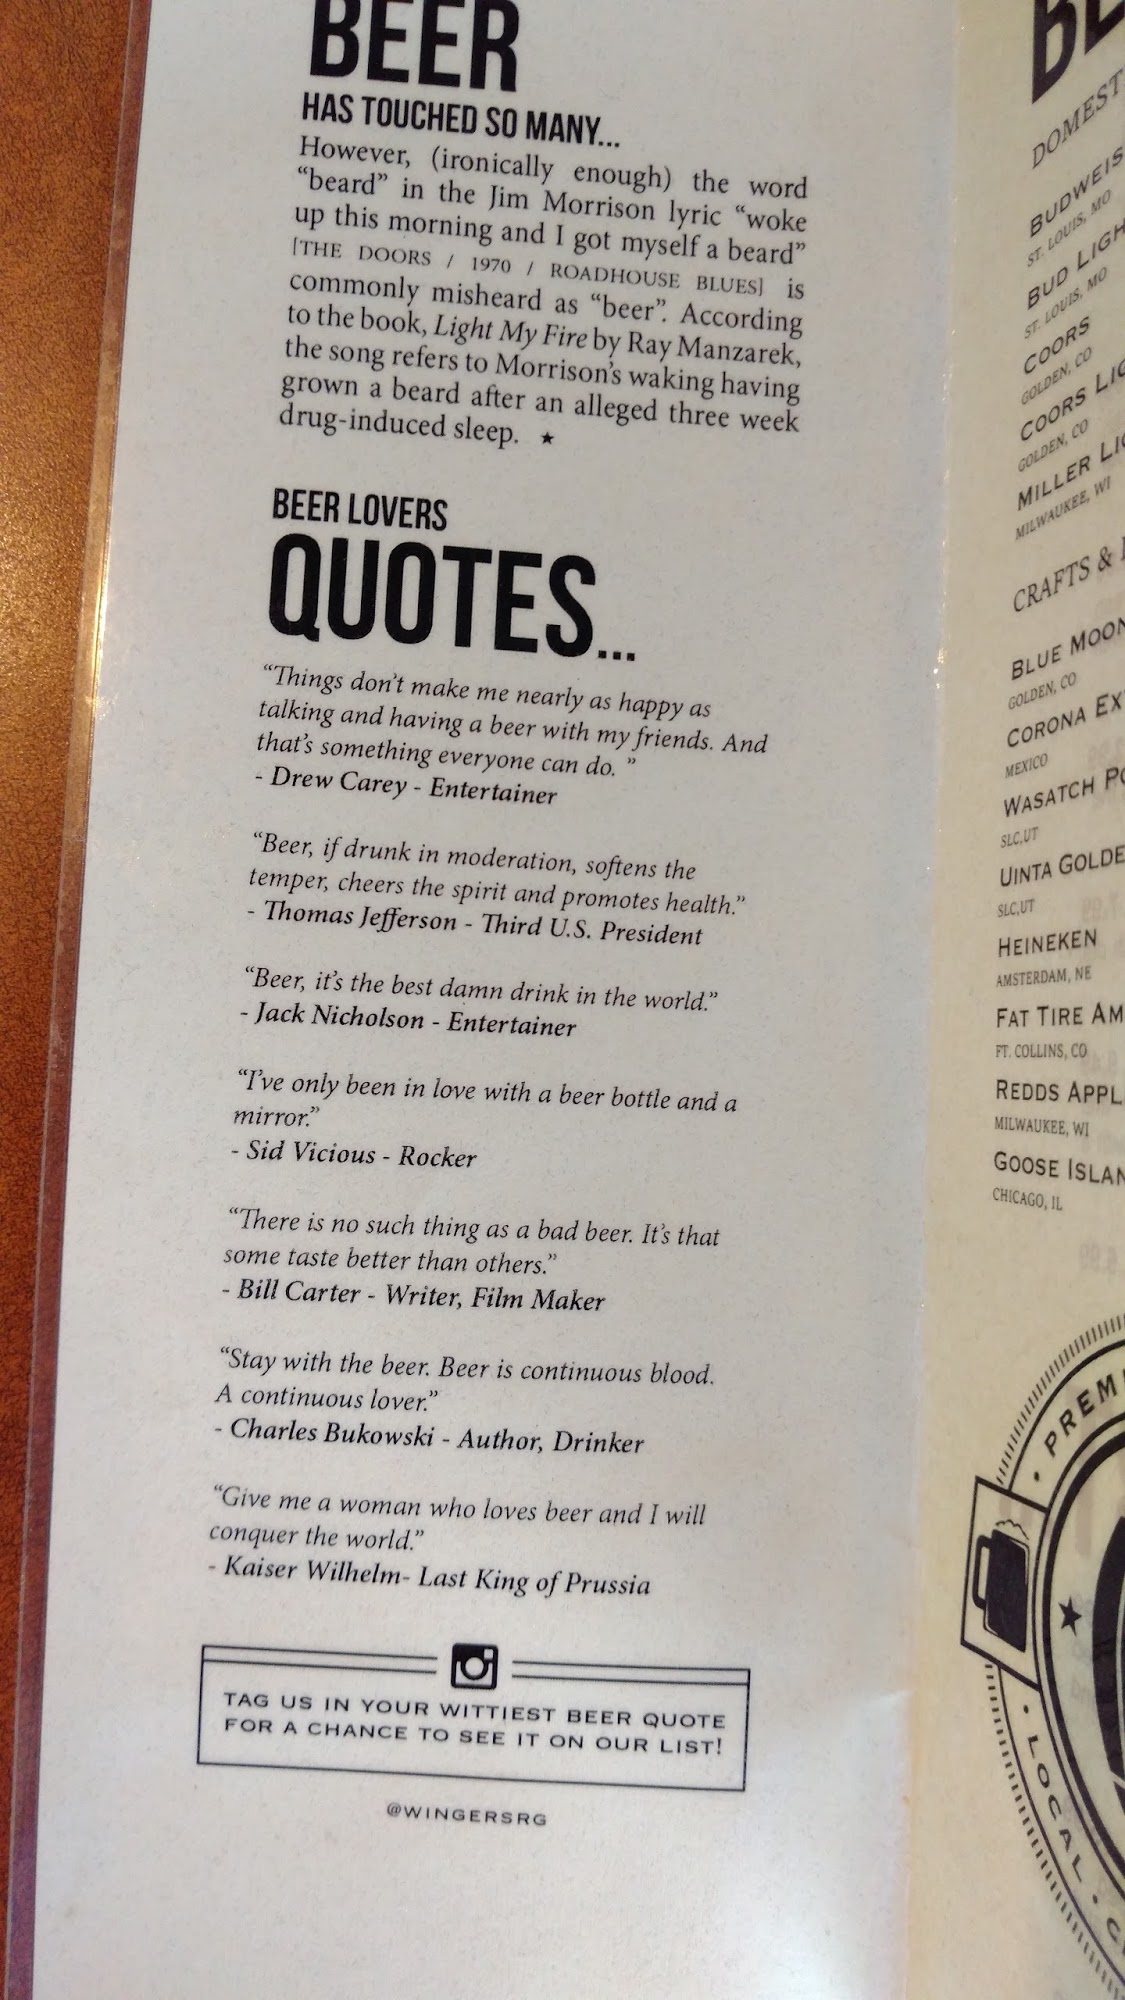 BEER
HAS TOUCHED SO MANY...
However, (ironically enough) the word
"beard" in the Jim Morrison lyric "woke
up this morning and I got myself a beard"
[THE DOORS / 1970 / ROADHOUSE BLUES] is
commonly misheard as "beer". According
to the book, Light My Fire by Ray Manzarek,
the song refers to Morrison's waking having
grown a beard after an alleged three week
drug-induced sleep. ★
BEER LOVERS
QUOTES...
"Things don't make me nearly as happy as
talking and having a beer with my friends. And
that's something everyone can do. "
- Drew Carey - Entertainer
"Beer, if drunk in moderation, softens the
temper, cheers the spirit and promotes health."
- Thomas Jefferson - Third U.S. President
"Beer, it's the best damn drink in the world."
- Jack Nicholson - Entertainer
"I've only been in love with a beer bottle and a
mirror."
- Sid Vicious - Rocker
"There is no such thing as a bad beer. It's that
some taste better than others."
- Bill Carter - Writer, Film Maker
"Stay with the beer. Beer is continuous blood.
A continuous lover."
- Charles Bukowski - Author, Drinker
"Give me a woman who loves beer and I will
conquer the world."
- Kaiser Wilhelm- Last King of Prussia
TAG US IN YOUR WITTIEST BEER QUOTE
FOR A CHANCE TO SEE IT ON OUR LIST!
@WINGERSRG
BE
DOMEST
BUDWEIS
ST. LOUIS, MO
BUD LIGH
ST. LOUIS, MO
COORS
GOLDEN, CO
COORS LIG
GOLDEN, CO
MILLER LI
MILWAUKEE, WI
CRAFTS &
BLUE MOON
GOLDEN, CO
CORONA EX
MEXICO
WASATCH PO
SLC,UT
UINTA GOLDE
SLC,UT
HEINEKEN
AMSTERDAM, NE
FAT TIRE AM
FT. COLLINS, CO
REDDS APPL
MILWAUKEE, WI
GOOSE ISLAN
CHICAGO, IL
• PREM
• LOCAL •